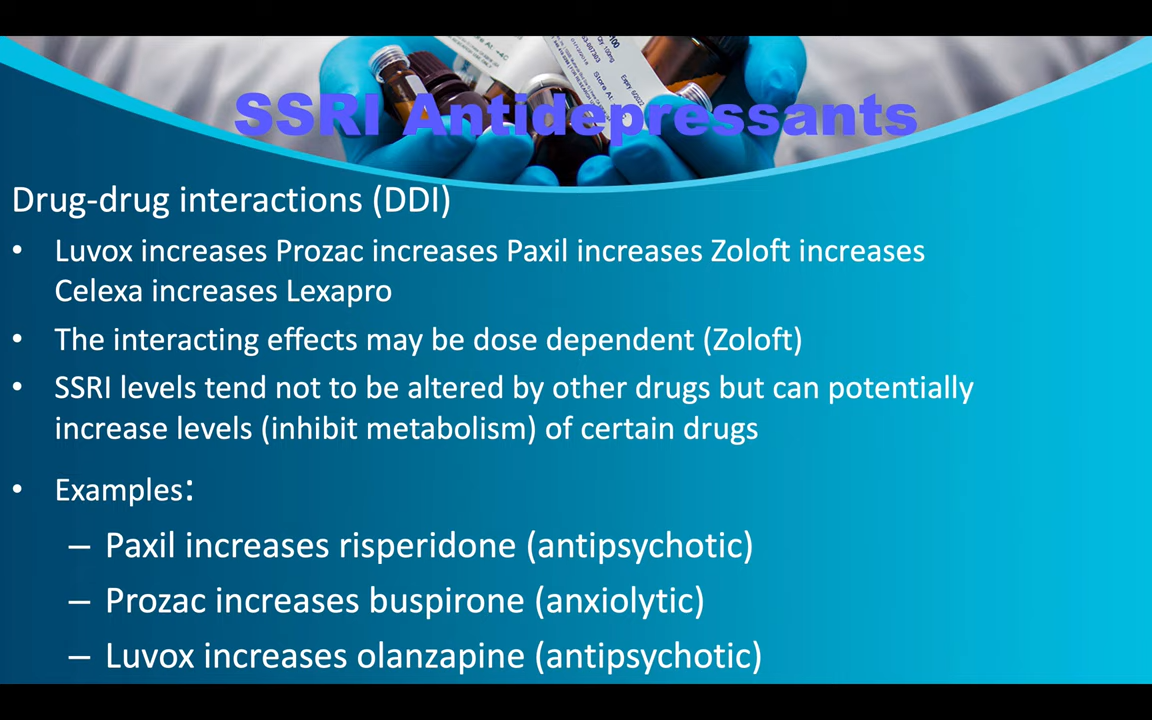 SSRI Antidepressants
Drug-drug interactions (DDI)
• Luvox increases Prozac increases Paxil increases Zoloft increases
Celexa increases Lexapro
• The interacting effects may be dose dependent (Zoloft)
• SSRI levels tend not to be altered by other drugs but can potentially
increase levels (inhibit metabolism) of certain drugs
• Examples:
– Paxil increases risperidone (antipsychotic)
– Prozac increases buspirone (anxiolytic)
– Luvox increases olanzapine (antipsychotic)